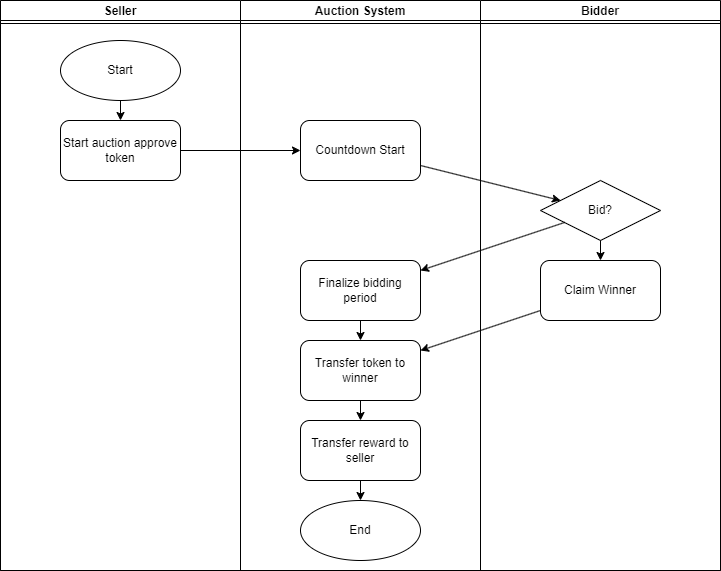 Seller
Auction System
Bidder
Start
Start auction approve
token
Countdown Start
Bid?
Finalize bidding
period
Claim Winner
Transfer token to
winner
Transfer reward to
seller
End